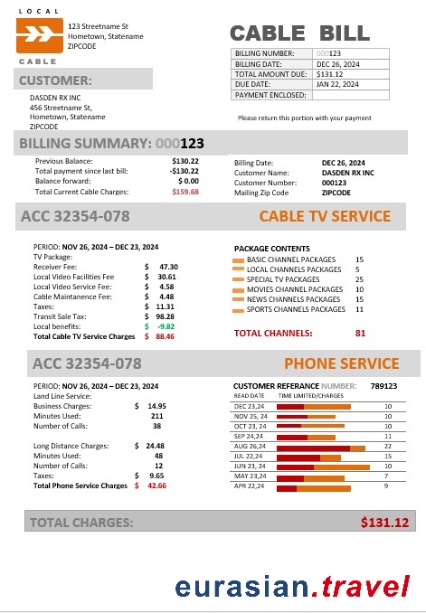 LOCAL
CABLE
123 Streetname St
Hometown, Statename
ZIPCODE
CABLE BILL
BILLING NUMBER: 000123
BILLING DATE: DEC 26, 2024
TOTAL AMOUNT DUE: $131.12
DUE DATE: JAN 22, 2024
PAYMENT ENCLOSED:
Please return this portion with your payment
CUSTOMER:
DASDEN RX INC
456 Streetname St,
Hometown, Statename
ZIPCODE
BILLING SUMMARY: 000123
Previous Balance: $130.22
Total payment since last bill: -$130.22
Balance forward: $ 0.00
Total Current Cable Charges: $159.68
Billing Date: DEC 26, 2024
Customer Name: DASDEN RX INC
Customer Number: 000123
Mailing Zip Code ZIPCODE
ACC 32354-078 CABLE TV SERVICE
PERIOD: NOV 26, 2024 – DEC 23, 2024
TV Package:
Receiver Fee: $ 47.30
Local Video Facilities Fee $ 30.61
Local Video Service Fee: $ 4.58
Cable Maintanence Fee: $ 4.48
Taxes: $ 11.31
Transit Sale Tax: $ 98.28
Local benefits: $ -9.82
Total Cable TV Service Charges $ 88.46
PACKAGE CONTENTS
BASIC CHANNEL PACKAGES 15
LOCAL CHANNEL PACKAGES 5
SPECIAL TV PACKAGES 25
MOVIES CHANNEL PACKAGES 10
NEWS CHANNEL PACKAGES 15
SPORTS CHANNEL PACKAGES 11
TOTAL CHANNELS: 81
ACC 32354-078 PHONE SERVICE
PERIOD: NOV 26, 2024 – DEC 23, 2024
Land Line Service:
Business Charges: $ 14.95
Minutes Used: 211
Number of Calls: 38
Long Distance Charges: $ 24.48
Minutes Used: 48
Number of Calls: 12
Taxes: $ 9.65
Total Phone Service Charges $ 42.66
CUSTOMER REFERANCE NUMBER: 789123
READ DATE TIME LIMITED/CHARGES
DEC 23,24 10
NOV 25, 24 10
OCT 23, 24 10
SEP 24,24 11
AUG 26,24 22
JUL 22,24 15
JUN 23, 24 10
MAY 23,24 7
APR 22,24 9
TOTAL CHARGES: $131.12
eurasian.travel